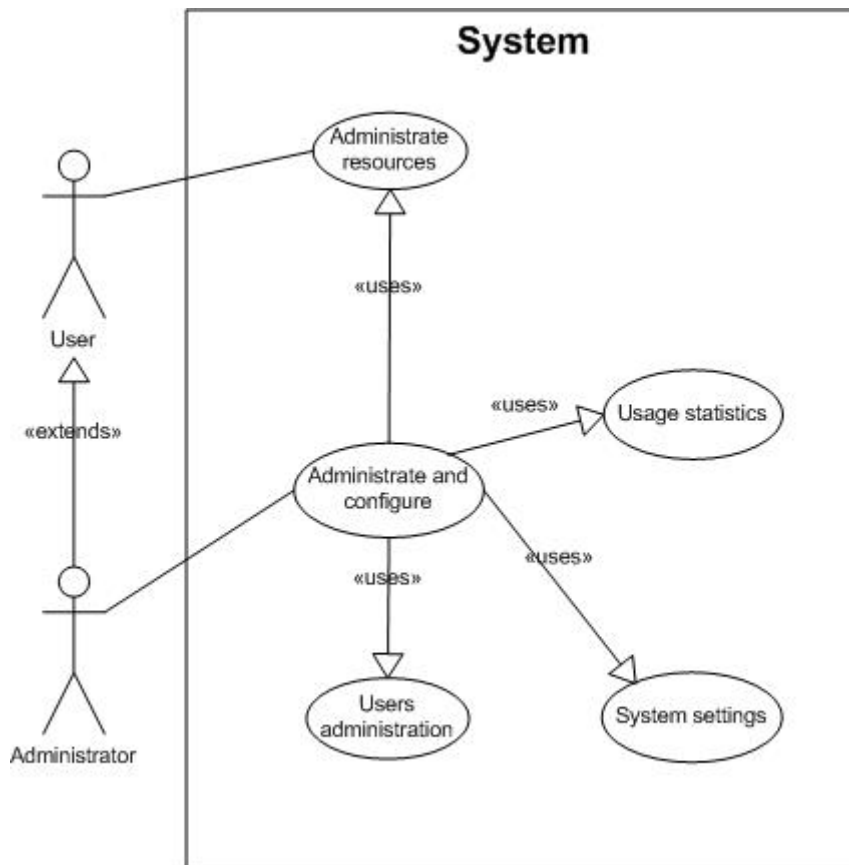 System
Administrate
resources
«uses»
User
«extends»
«uses»
Usage statistics
Administrate and
configure
«uses»
«uses»
Users
administration
System settings
Administrator